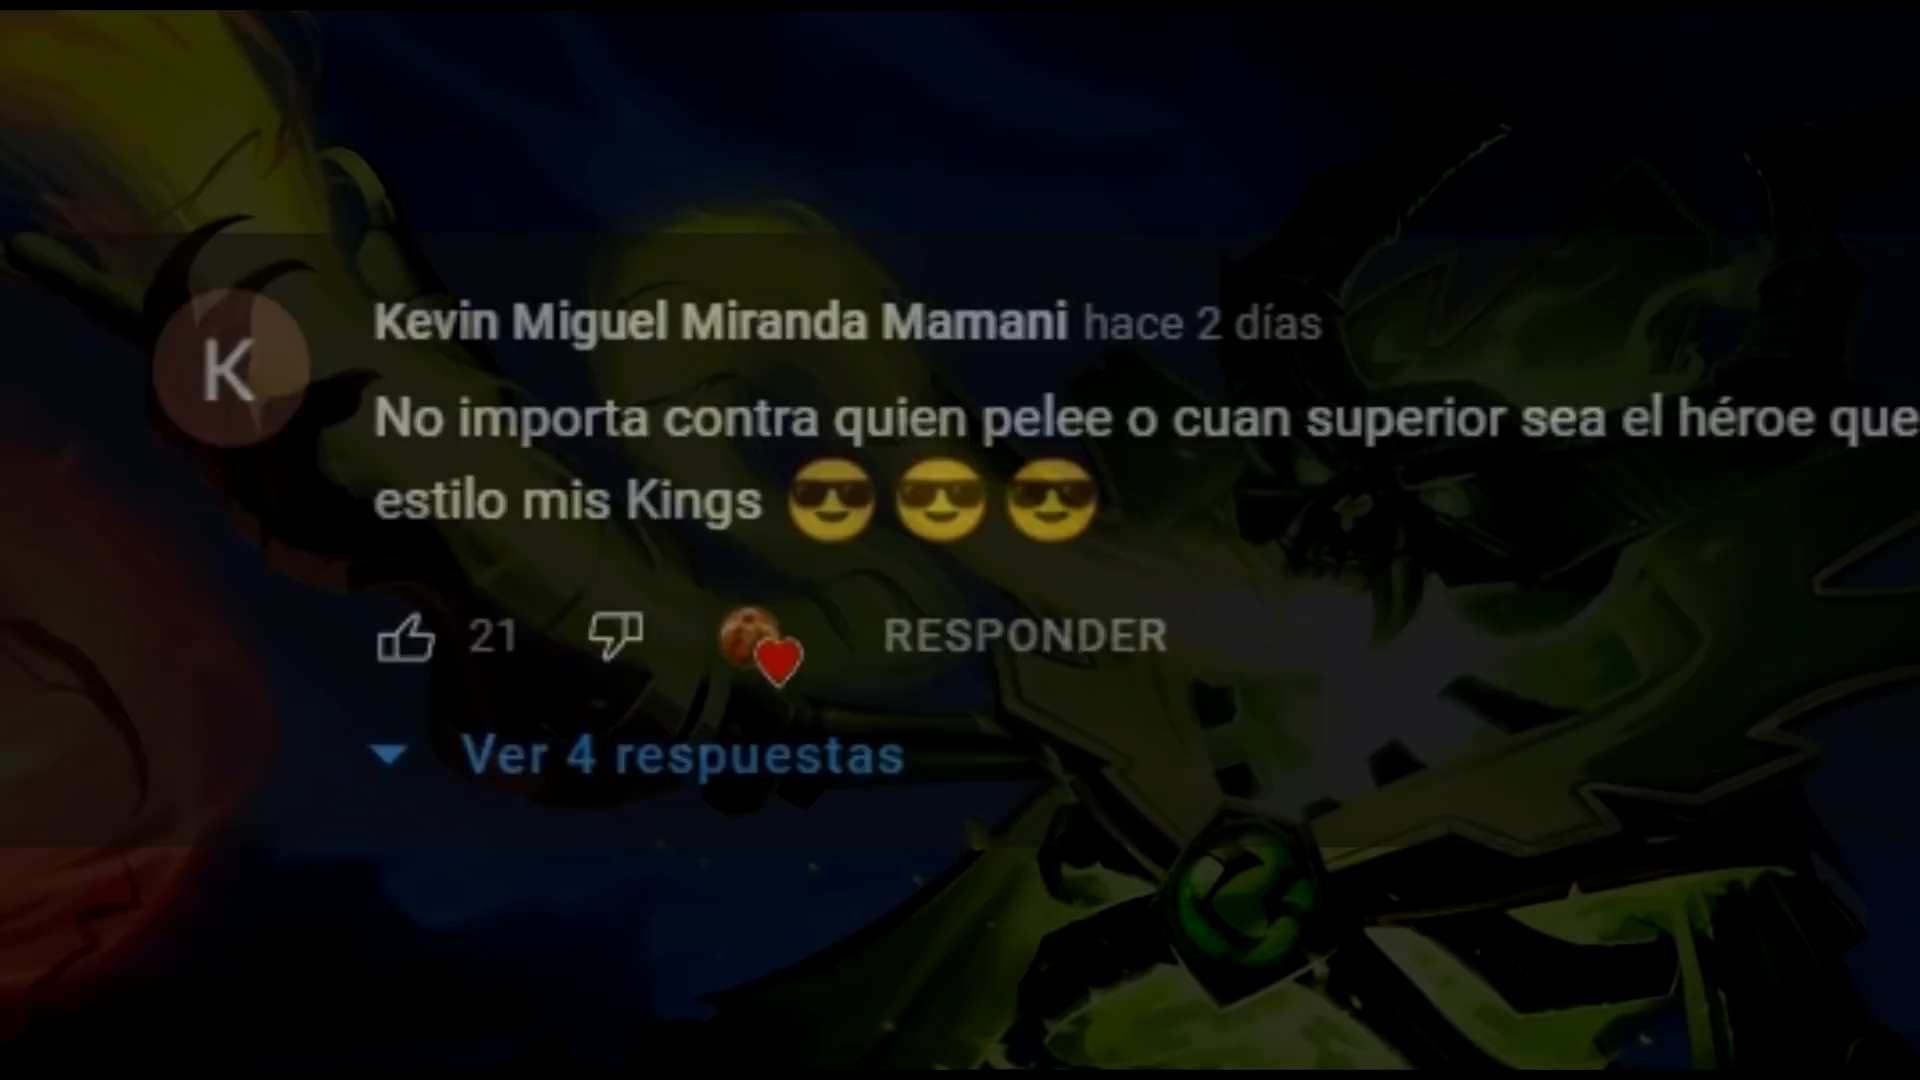 K
Kevin Miguel Miranda Mamani hace 2 días
No importa contra quien pelee o cuan superior sea el héroe que
estilo mis Kings 😎 😎 😎
21 RESPONDER
Ver 4 respuestas